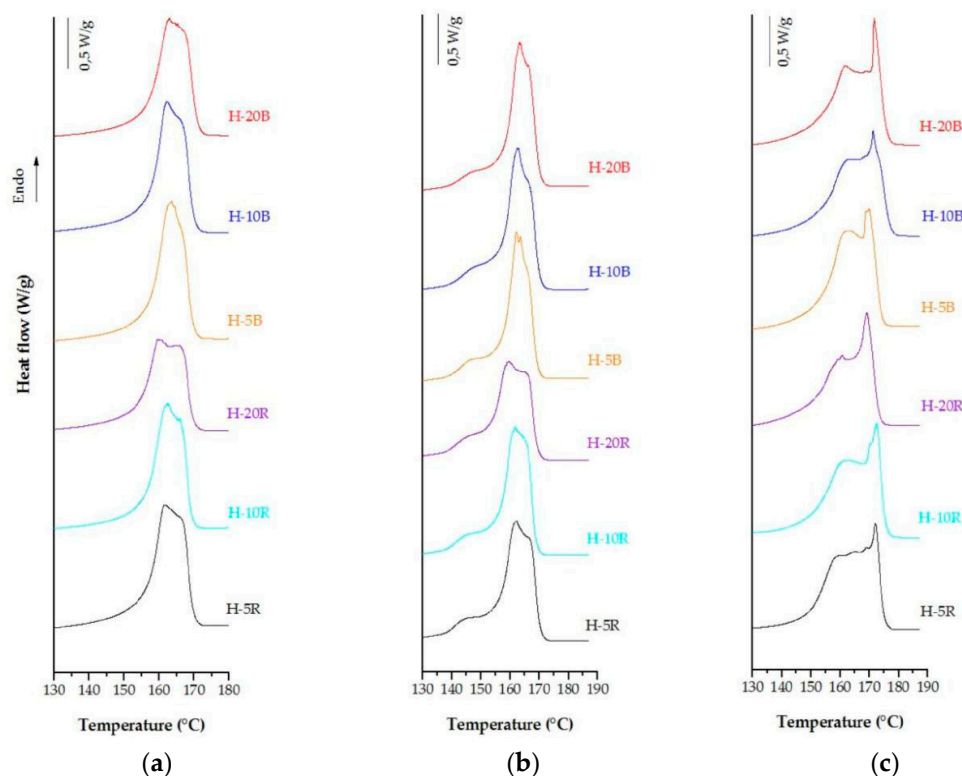 0,5 W/g
0,5 W/g
0,5 W/g
H-20B
H-20B
H-20B
Endo
H-10B
H-10B
H-10B
Heat flow (W/g)
H-5B
H-5B
H-5B
H-20R
H-20R
H-20R
H-10R
H-10R
H-10R
H-5R
H-5R
H-5R
130 140 150 160 170 180
130 140 150 160 170 180 190
130 140 150 160 170 180 190
Temperature (°C)
Temperature (°C)
Temperature (°C)
(a)
(b)
(c)